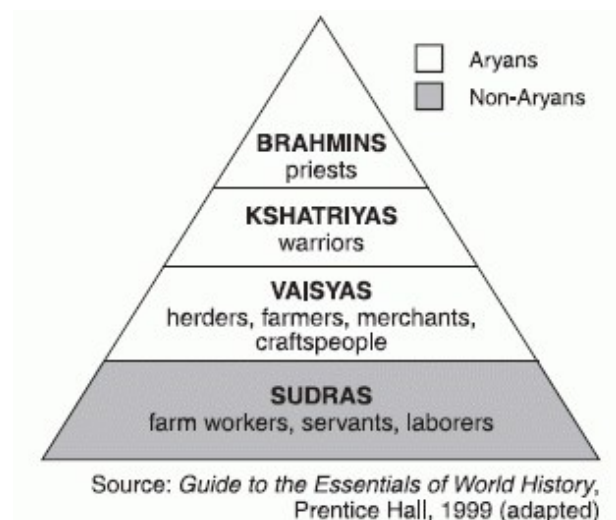 Aryans
Non-Aryans
BRAHMINS
priests
KSHATRIYAS
warriors
VAISYAS
herders, farmers, merchants,
craftspeople
SUDRAS
farm workers, servants, laborers
Source: Guide to the Essentials of World History,
Prentice Hall, 1999 (adapted)